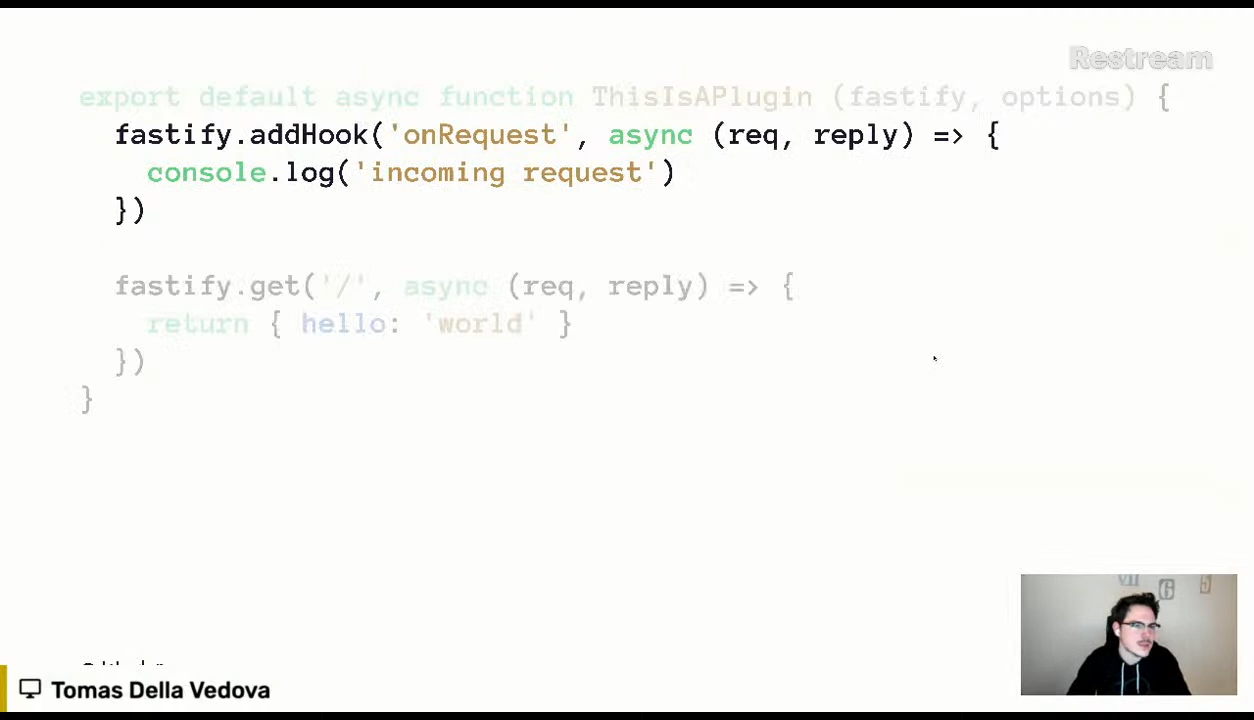 Restream
export default async function ThisIsAPlugin (fastify, options) {
fastify.addHook('onRequest', async (req, reply) => {
console.log('incoming request')
})
fastify.get('/', async (req, reply) => {
return { hello: 'world' }
})
}
Tomas Della Vedova